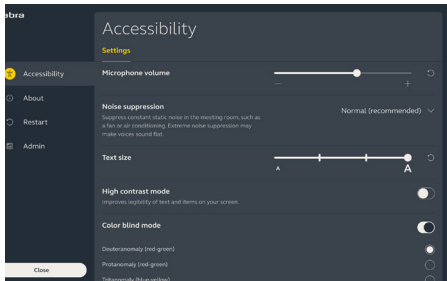 abra
Accessibility
Settings
Accessibility
Microphone volume
About
Noise suppression
Normal (recommended)
Suppress constant static noise in the meeting room, such as
a fan or air conditioning. Extreme noise suppression may
make voices sound flat.
Restart
Admin
Text size
A
A
High contrast mode
Improves legibility of text and items on your screen.
Color blind mode
Deuteranomaly (red-green)
Protanomaly (red-green)
Close
Tritanomaly (blue-yellow)